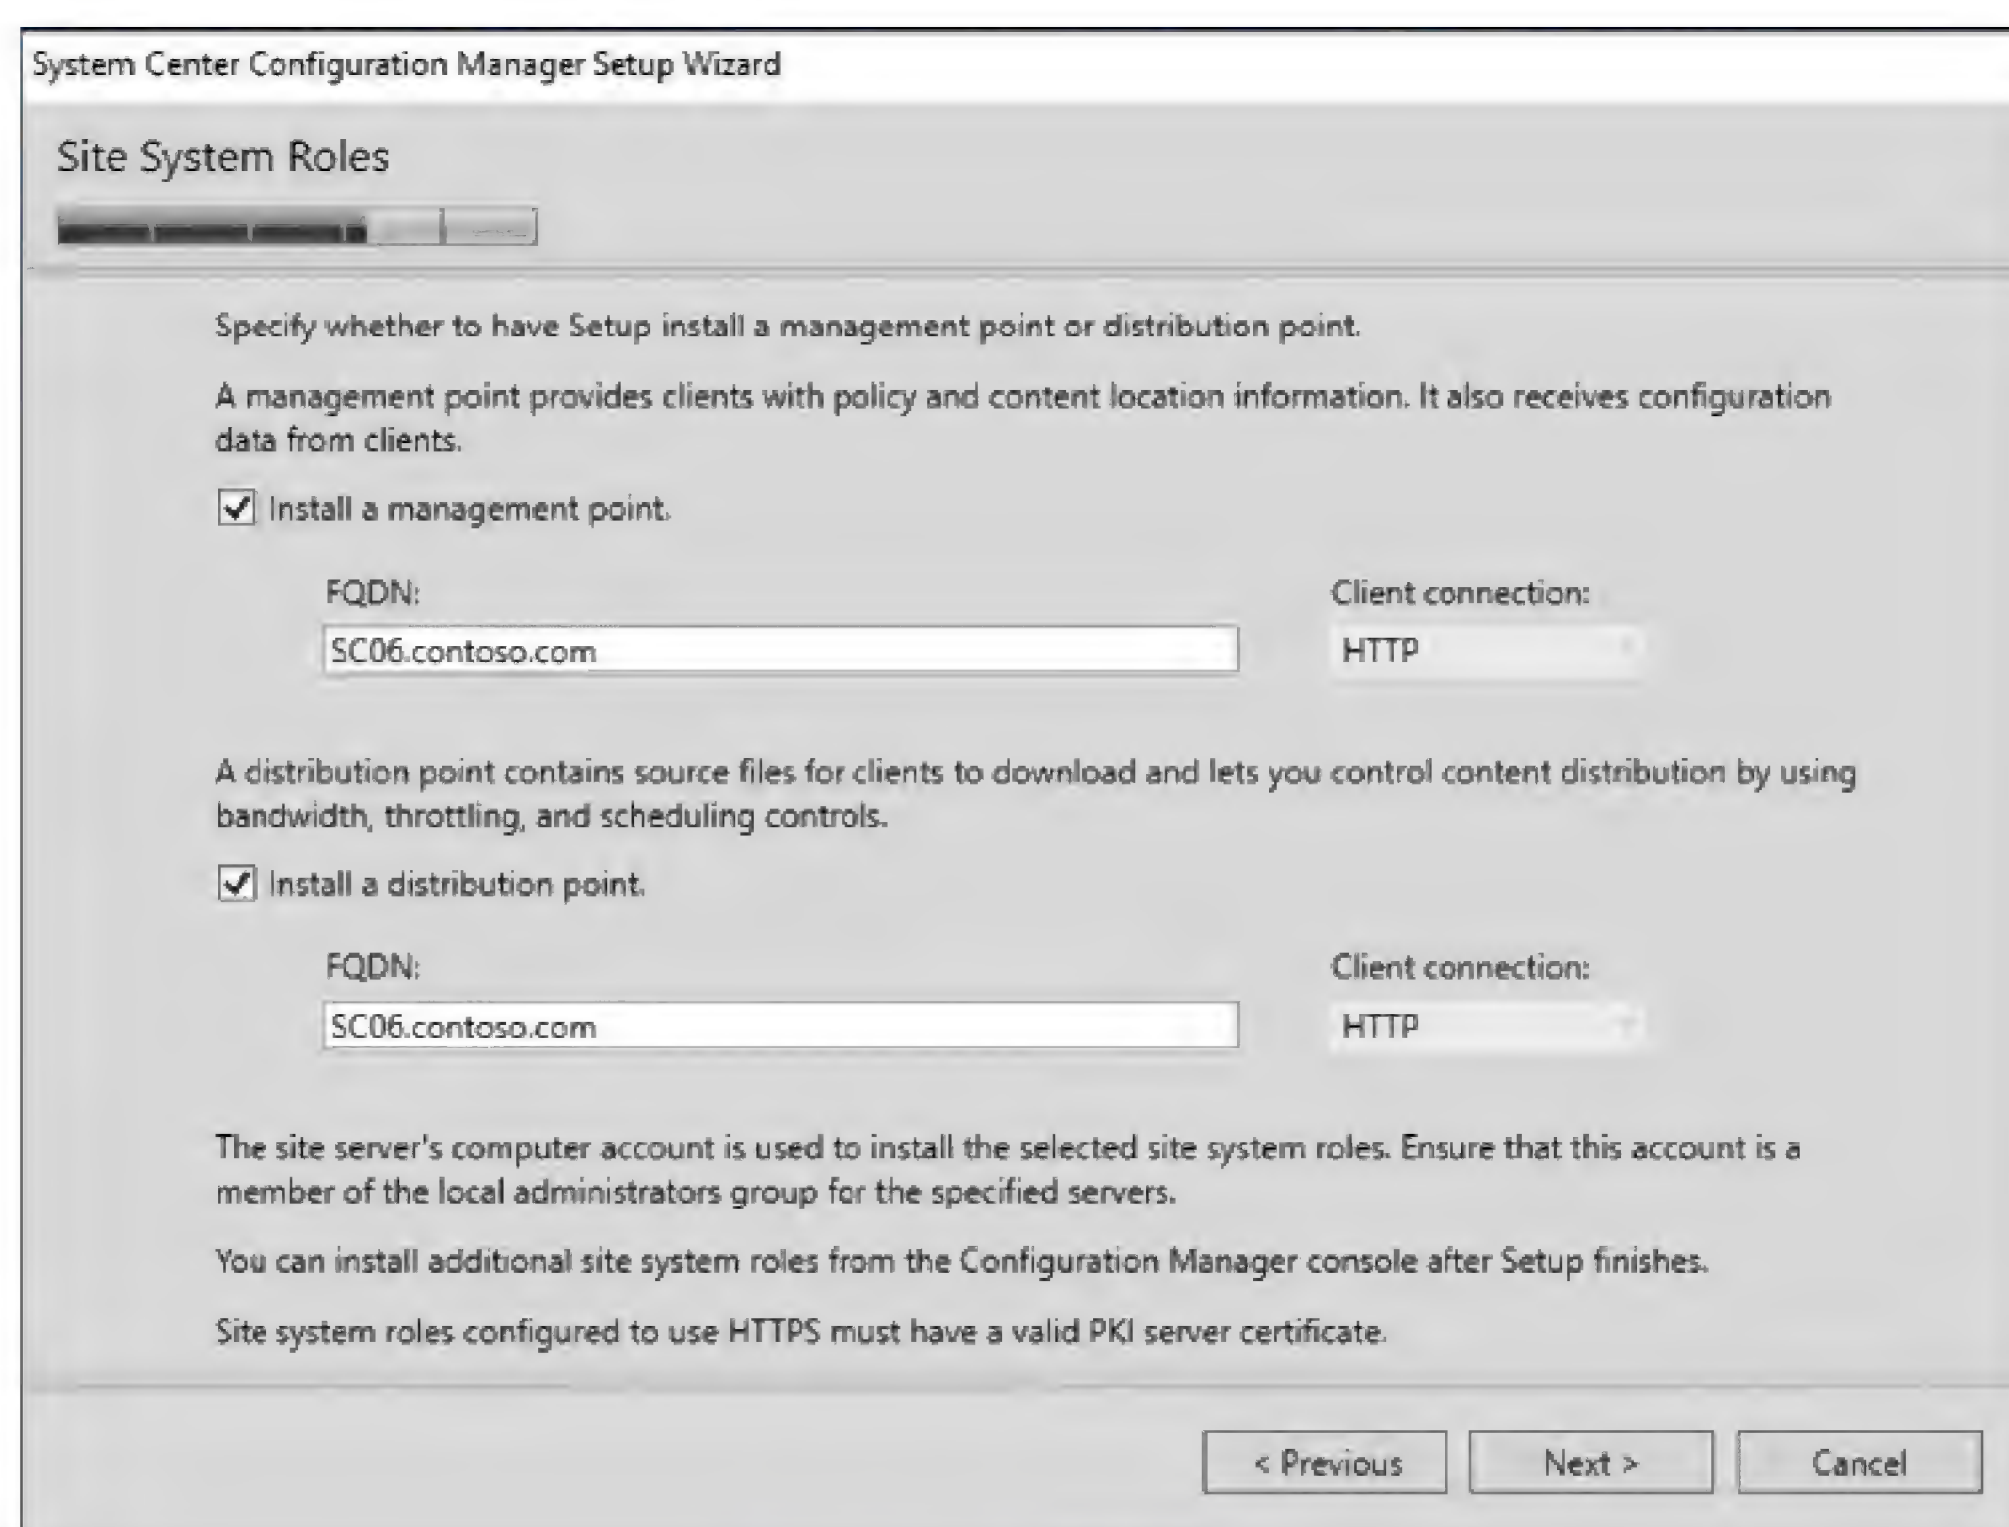 System Center Configuration Manager Setup Wizard
Site System Roles
Specify whether to have Setup install a management point or distribution point.
A management point provides clients with policy and content location information. It also receives configuration
data from clients.
Install a management point.
FQDN:
Client connection:
SC06.contoso.com
HTTP
A distribution point contains source files for clients to download and lets you control content distribution by using
bandwidth, throttling, and scheduling controls.
Install a distribution point.
FQDN:
Client connection:
SC06.contoso.com
HTTP
The site server's computer account is used to install the selected site system roles. Ensure that this account is a
member of the local administrators group for the specified servers.
You can install additional site system roles from the Configuration Manager console after Setup finishes.
Site system roles configured to use HTTPS must have a valid PKI server certificate.
< Previous
Next >
Cancel